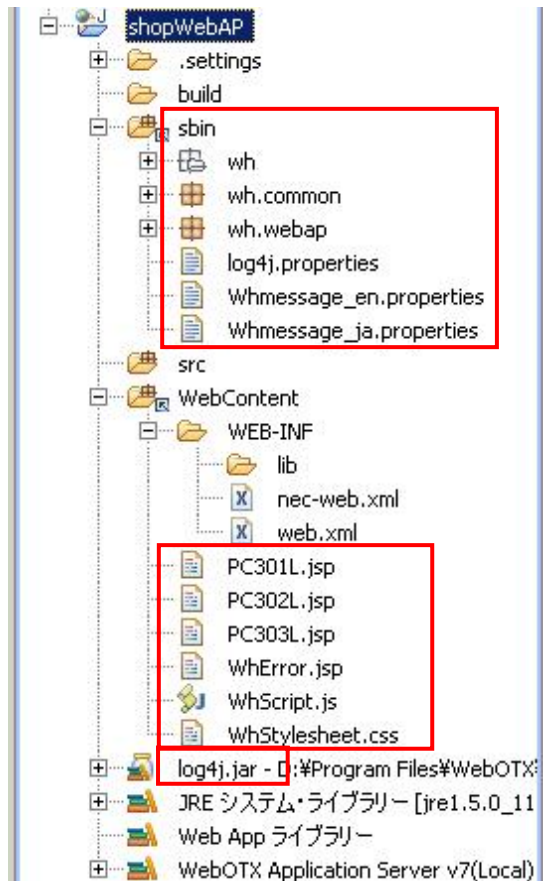 shopWebAP
.settings
build
sbin
wh
wh.common
wh.webap
log4j.properties
Whmessage_en.properties
Whmessage_ja.properties
src
WebContent
WEB-INF
lib
nec-web.xml
web.xml
PC301L.jsp
PC302L.jsp
PC303L.jsp
WhError.jsp
WhScript.js
WhStylesheet.css
log4j.jar - D:¥Program Files¥WebOTX
JRE システム・ライブラリー [jre1.5.0_11
Web App ライブラリー
WebOTX Application Server v7(Local)